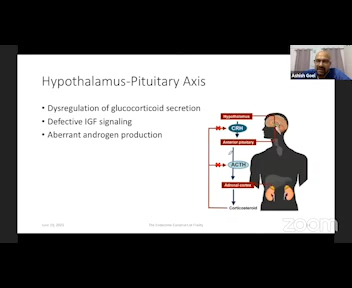 Ashish Goel
Hypothalamus-Pituitary Axis
• Dysregulation of glucocorticoid secretion
• Defective IGF signaling
• Aberrant androgen production
Hypothalamus
CRH
Anterior pituitary
ACTH
Adrenal cortex
Corticosteroid
zoom